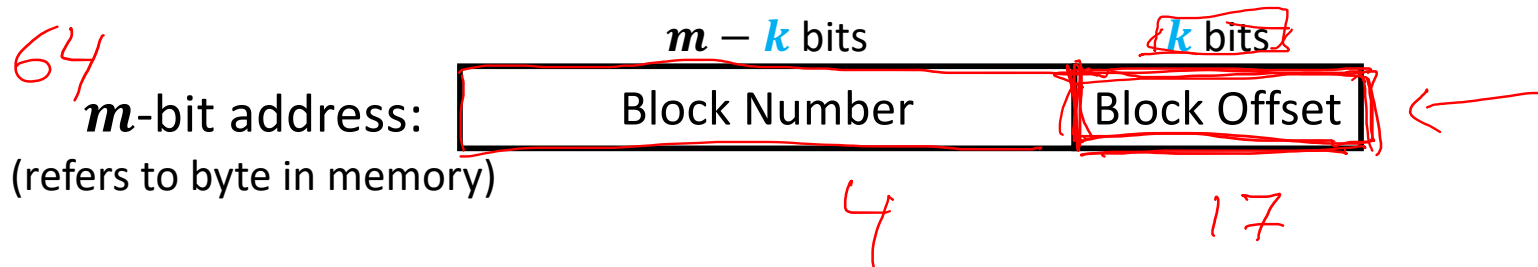 m − k bits k bits
64
m-bit address: Block Number Block Offset
(refers to byte in memory)
4 17